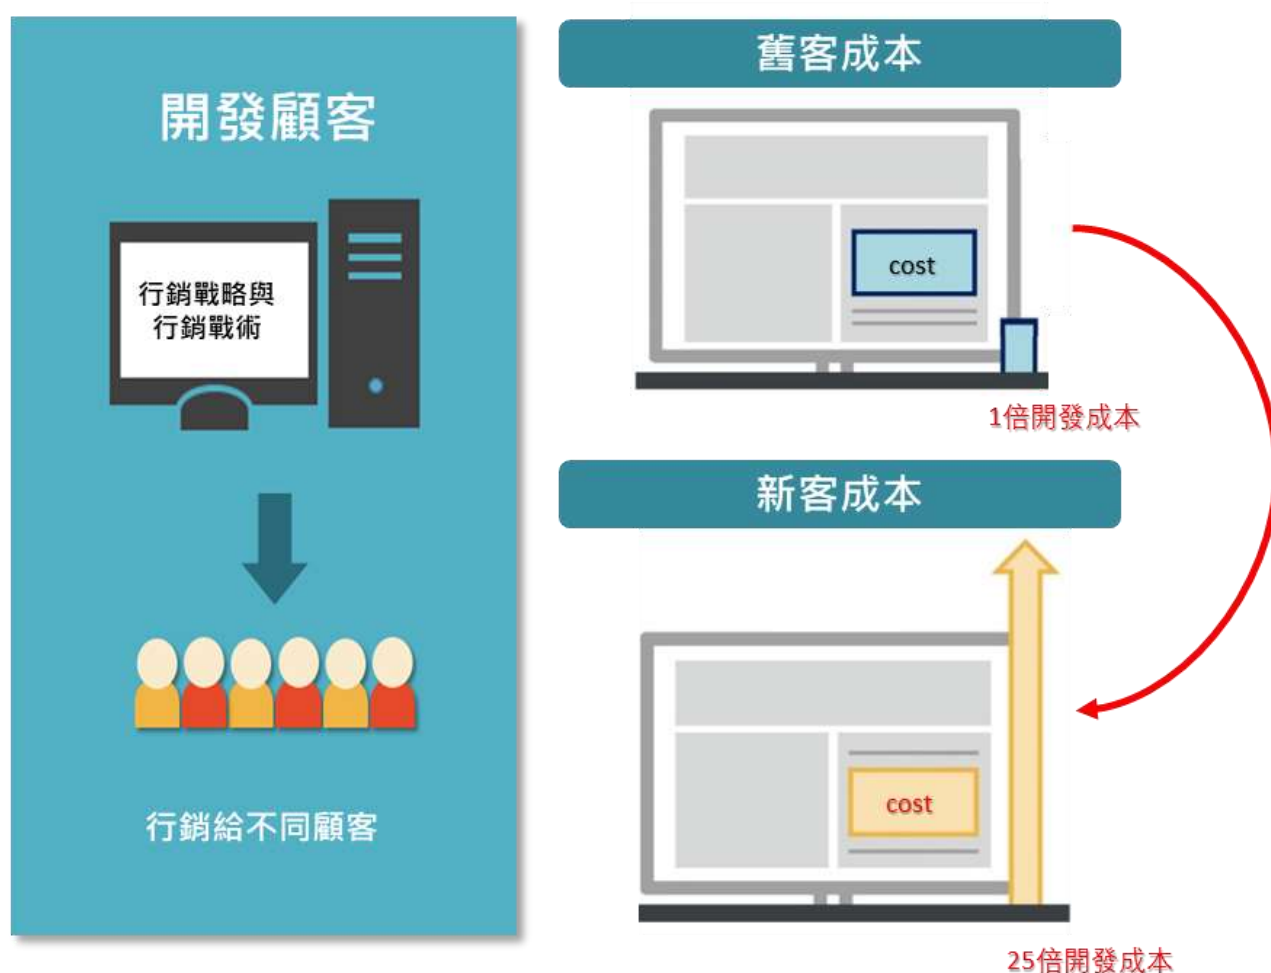 開發顧客
行銷戰略與
行銷戰術
行銷給不同顧客
舊客成本
cost
1倍開發成本
新客成本
cost
25倍開發成本